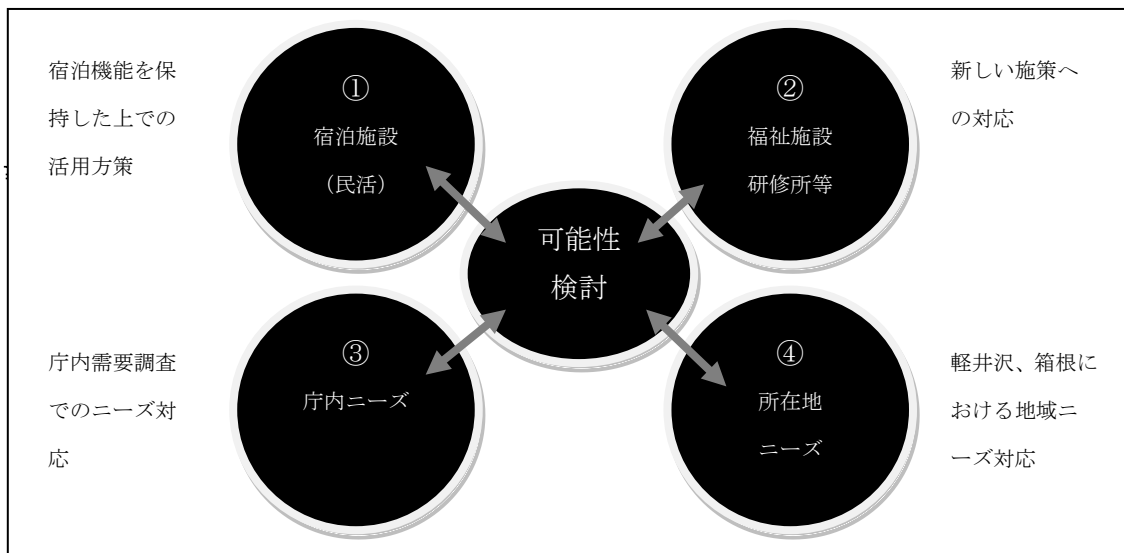 宿泊機能を保
持した上での
活用方策
①
宿泊施設
（民活）
②
福祉施設
研修所等
新しい施策へ
の対応
可能性
検討
庁内需要調査
でのニーズ対
応
③
庁内ニーズ
④
所在地
ニーズ
軽井沢、箱根に
おける地域ニ
ーズ対応